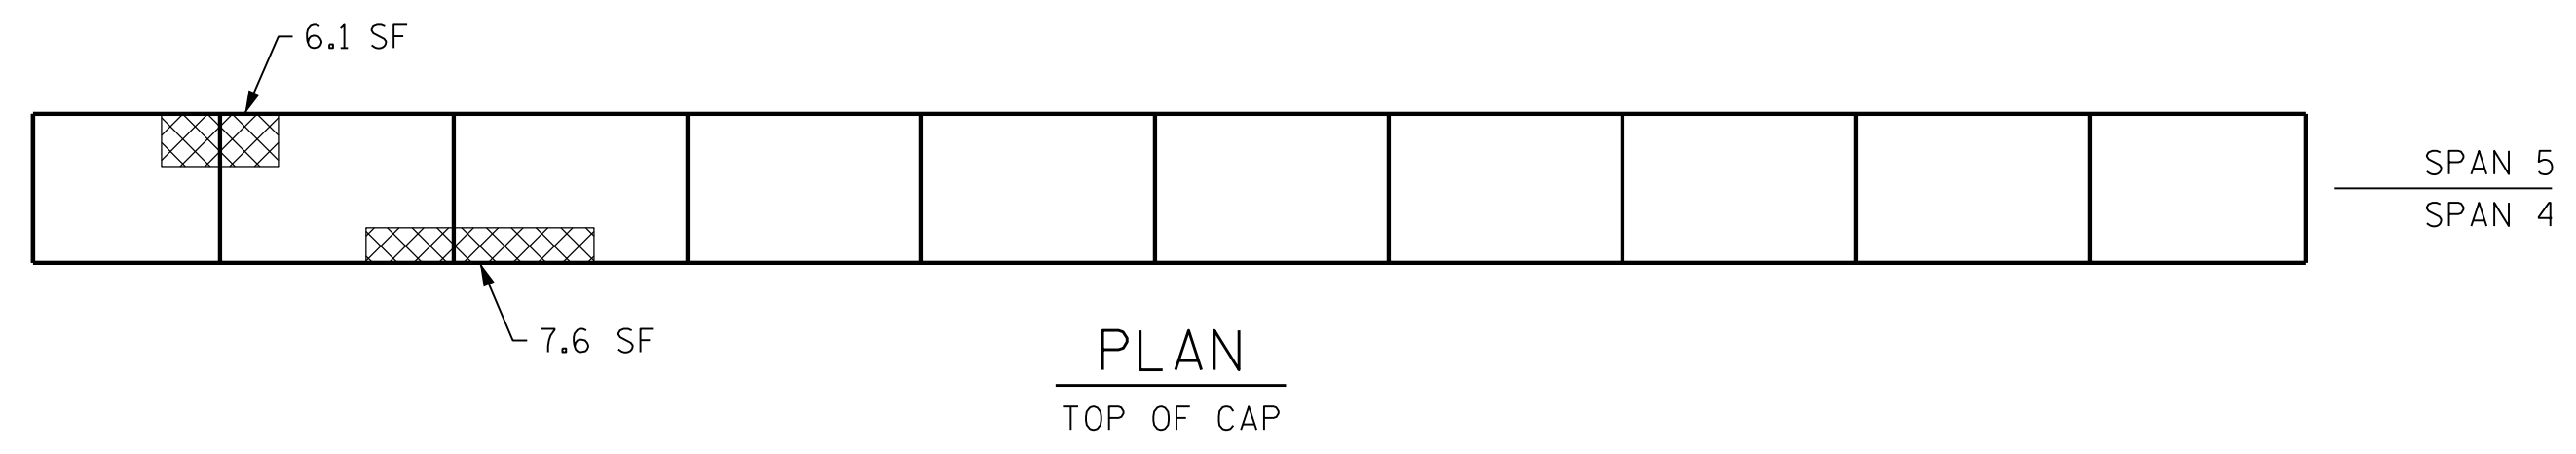 6.1 SF
SPAN 5
SPAN 4
7.6 SF
PLAN
TOP OF CAP